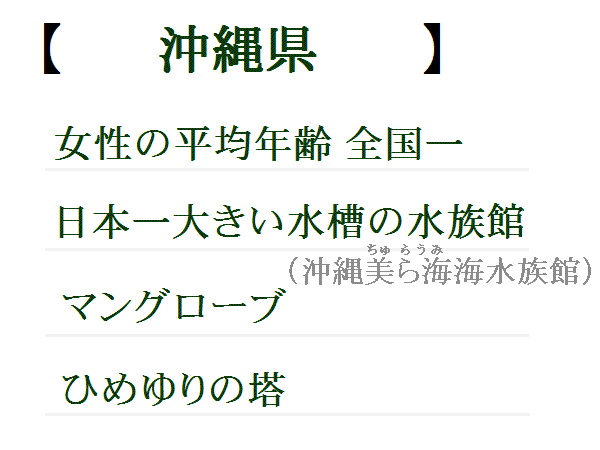 【 沖縄県 】
女性の平均年齢 全国一
日本一大きい水槽の水族館
ちゅ らうみ
(沖縄美ら海海水族館)
マングローブ
ひめゆりの塔